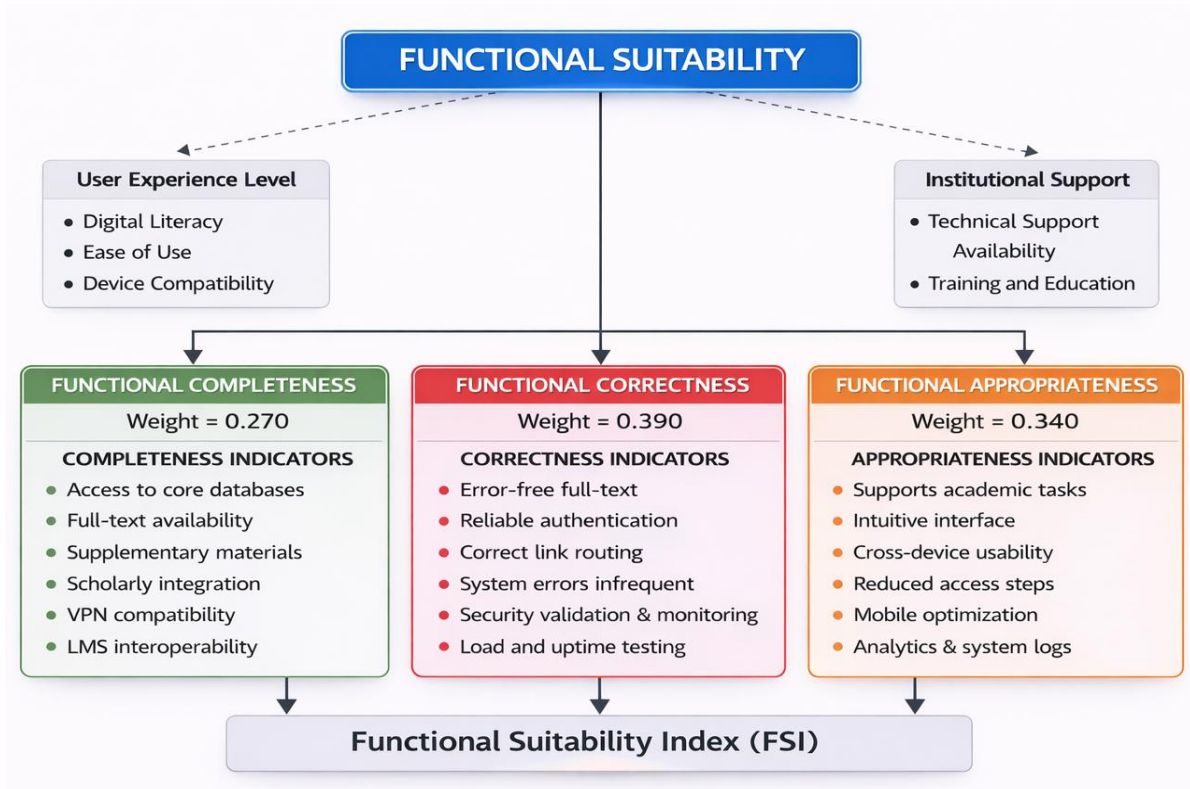 FUNCTIONAL SUITABILITY
User Experience Level
• Digital Literacy
• Ease of Use
• Device Compatibility
Institutional Support
• Technical Support
Availability
• Training and Education
FUNCTIONAL COMPLETENESS
Weight = 0.270
COMPLETENESS INDICATORS
• Access to core databases
• Full-text availability
• Supplementary materials
• Scholarly integration
• VPN compatibility
• LMS interoperability
FUNCTIONAL CORRECTNESS
Weight = 0.390
CORRECTNESS INDICATORS
• Error-free full-text
• Reliable authentication
• Correct link routing
• System errors infrequent
• Security validation & monitoring
• Load and uptime testing
FUNCTIONAL APPROPRIATENESS
Weight = 0.340
APPROPRIATENESS INDICATORS
• Supports academic tasks
• Intuitive interface
• Cross-device usability
• Reduced access steps
• Mobile optimization
• Analytics & system logs
Functional Suitability Index (FSI)